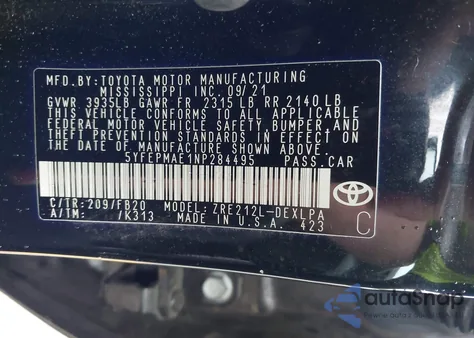 MFD.BY:TOYOTA MOTOR MANUFACTURING
MISSISSIPPI INC. 09/21
GVWR 3935LB GAWR FR 2315 LB RR 2140 LB
THIS VEHICLE CONFORMS TO ALL APPLICABLE
FEDERAL MOTOR VEHICLE SAFETY, BUMPER, AND
THEFT PREVENTION STANDARDS IN EFFECT ON
THE DATE OF MANUFACTURE SHOWN ABOVE.
5YFEPMAE1NP284495 PASS.CAR
C/TR:209/FB20 MODEL:ZRE212L-DEXLPA
A/TM: /K313 MADE IN U.S.A. 423
TOYOTA
C
autoSnap